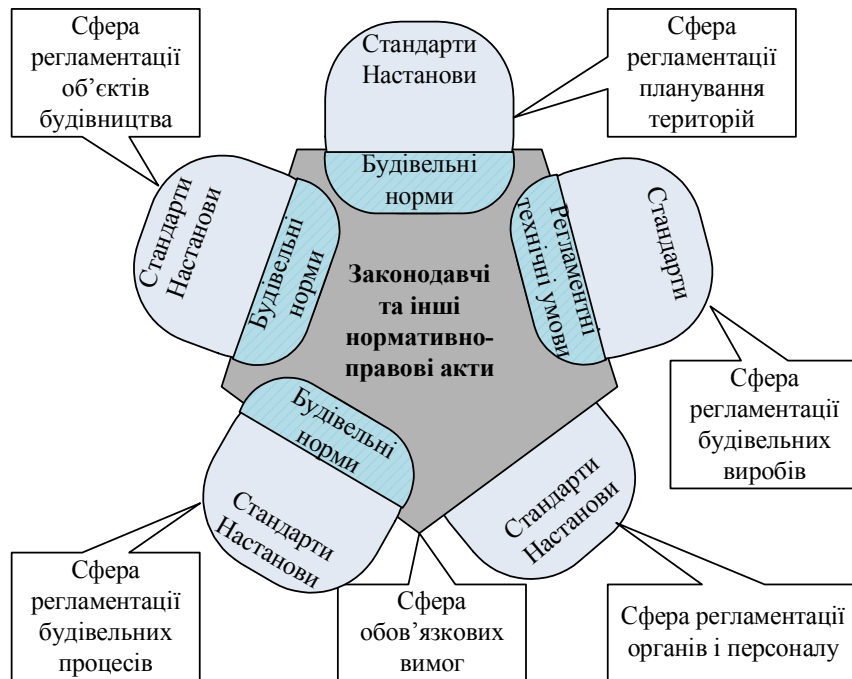 Сфера
регламентації
об’єктів
будівництва
Стандарти
Настанови
Будівельні
норми
Сфера
регламентації
планування
територій
Стандарти
Настанови
Будівельні
норми
Законодавчі
та інші
нормативно-
правові акти
Регламентні
технічні умови
Стандарти
Сфера
регламентації
будівельних
виробів
Будівельні
норми
Стандарти
Настанови
Стандарти
Настанови
Сфера
регламентації
будівельних
процесів
Сфера
обов’язкових
вимог
Сфера регламентації
органів і персоналу